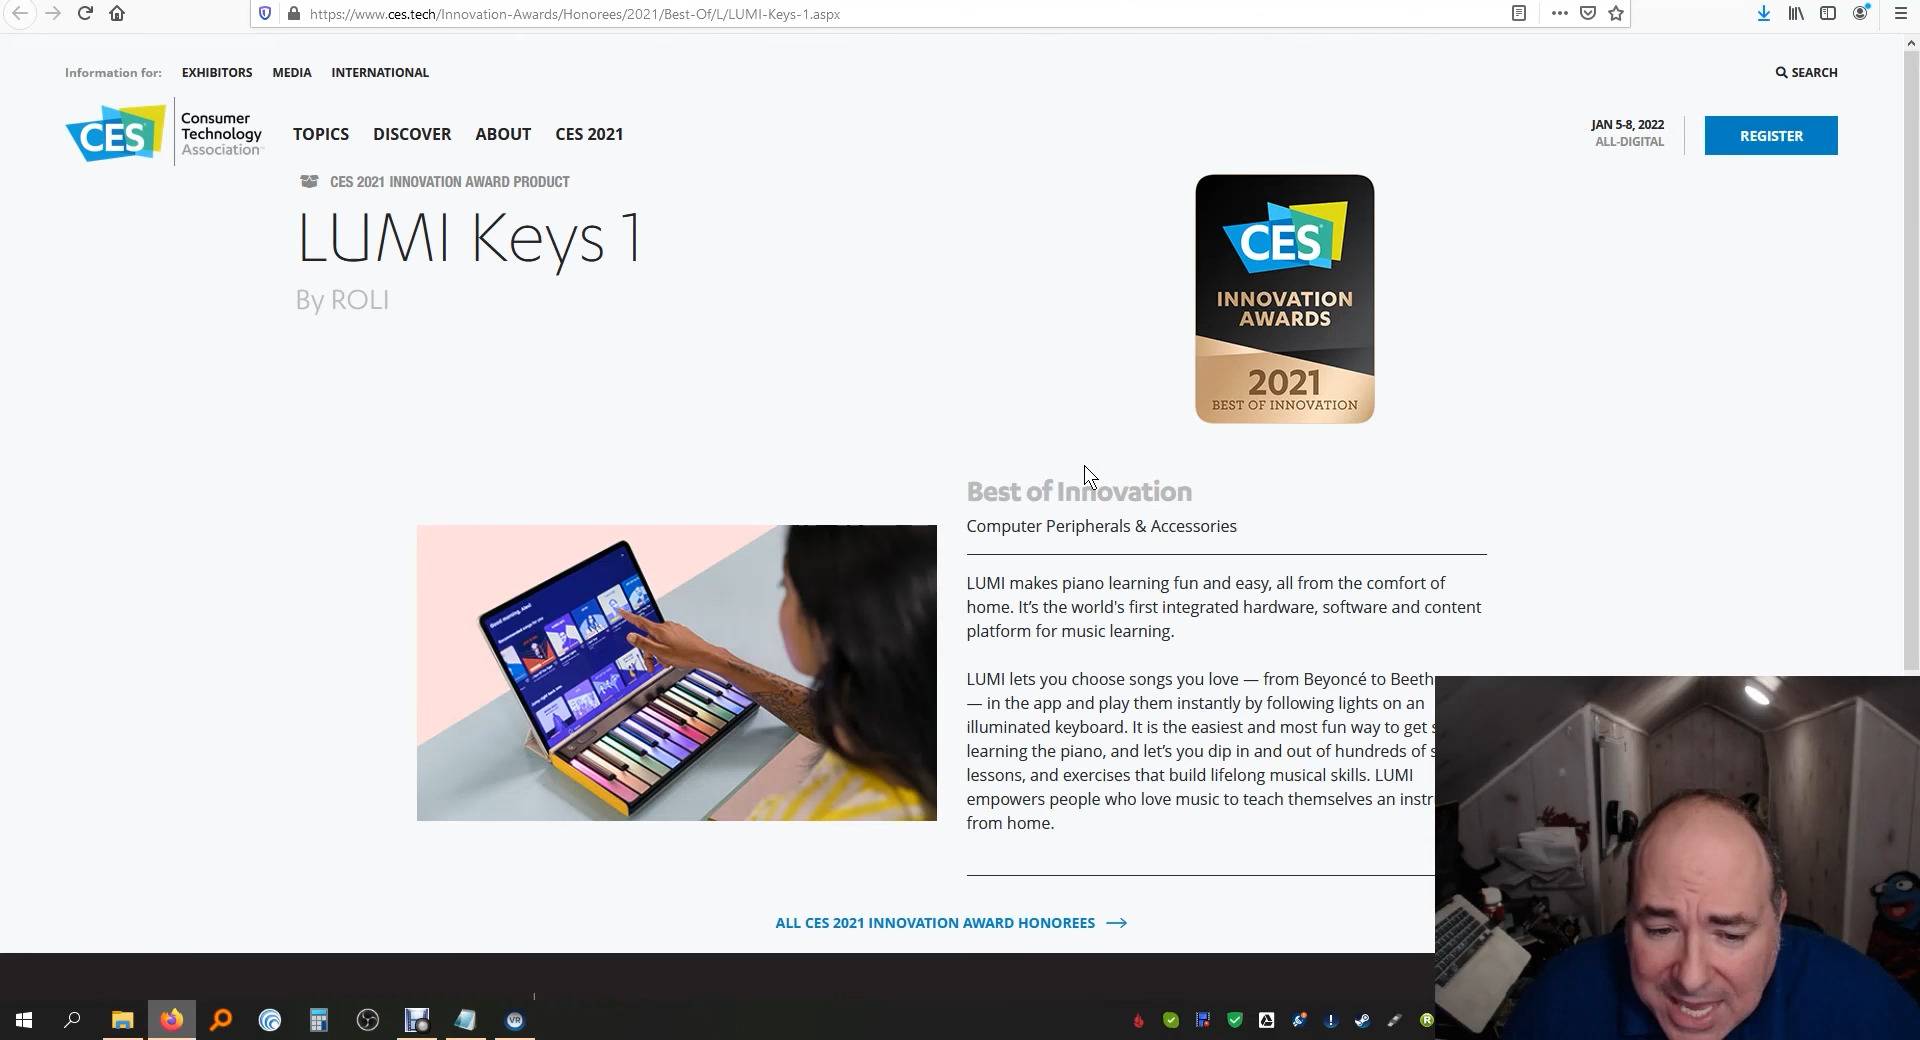 https://www.ces.tech/Innovation-Awards/Honorees/2021/Best-Of/L/LUMI-Keys-1.aspx
Information for: EXHIBITORS MEDIA INTERNATIONAL
SEARCH
CES Consumer Technology Association
TOPICS DISCOVER ABOUT CES 2021
JAN 5-8, 2022
ALL-DIGITAL
REGISTER
CES 2021 INNOVATION AWARD PRODUCT
LUMI Keys 1
By ROLI
CES
INNOVATION
AWARDS
2021
BEST OF INNOVATION
Best of Innovation
Computer Peripherals & Accessories
LUMI makes piano learning fun and easy, all from the comfort of
home. It’s the world's first integrated hardware, software and content
platform for music learning.
LUMI lets you choose songs you love — from Beyoncé to Beeth
— in the app and play them instantly by following lights on an
illuminated keyboard. It is the easiest and most fun way to get s
learning the piano, and let’s you dip in and out of hundreds of s
lessons, and exercises that build lifelong musical skills. LUMI
empowers people who love music to teach themselves an instr
from home.
ALL CES 2021 INNOVATION AWARD HONOREES
VR